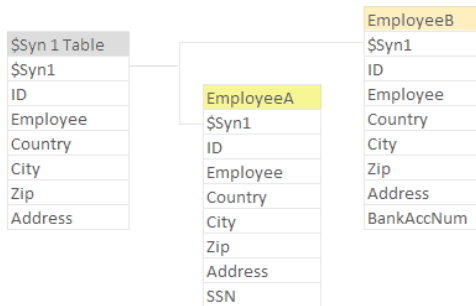 $Syn 1 Table
$Syn1
ID
Employee
Country
City
Zip
Address
EmployeeA
$Syn1
ID
Employee
Country
City
Zip
Address
SSN
EmployeeB
$Syn1
ID
Employee
Country
City
Zip
Address
BankAccNum